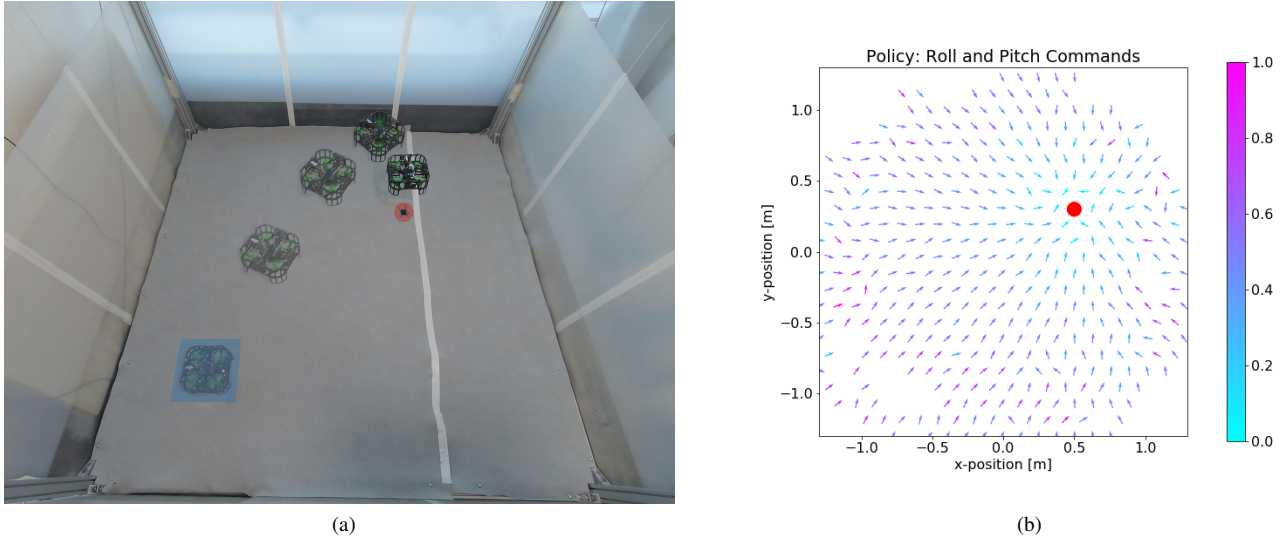 Policy: Roll and Pitch Commands
1.0
0.5
0.0
−0.5
−1.0
y-position [m]
−1.0 −0.5 0.0 0.5 1.0
x-position [m]
1.0
0.8
0.6
0.4
0.2
0.0
(a)
(b)